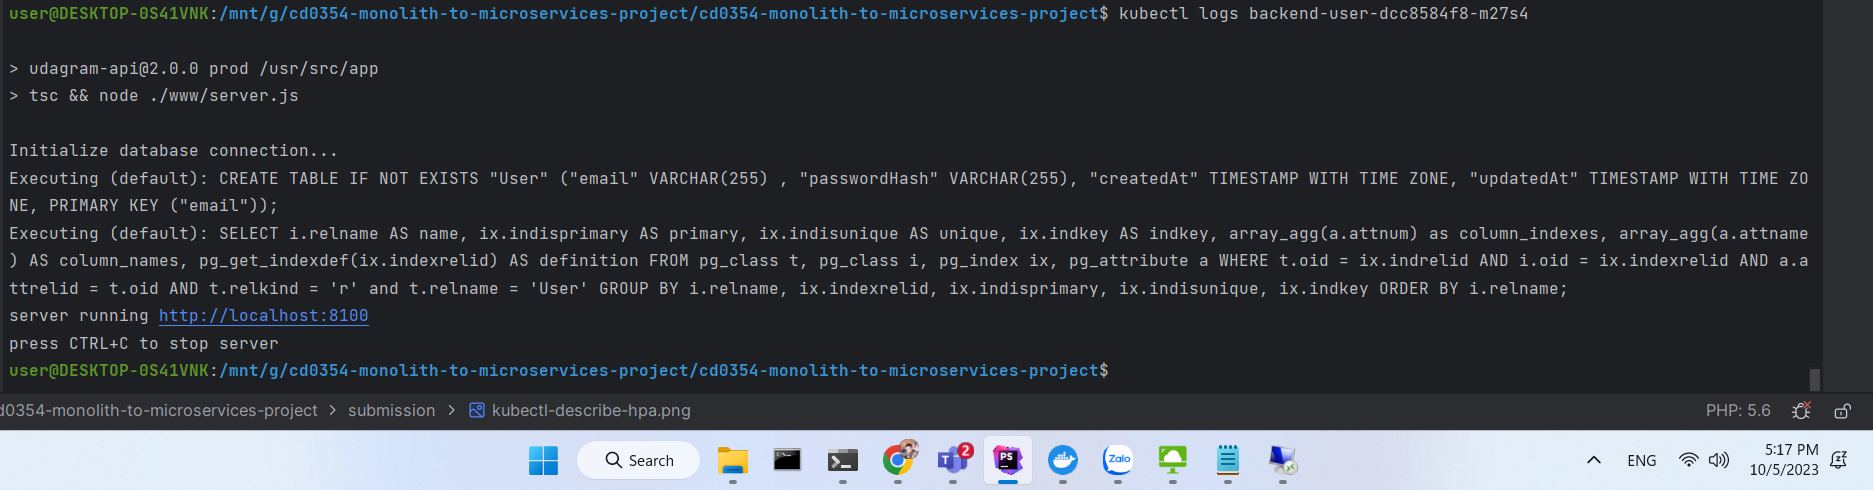 user@DESKTOP-0S41VNK:/mnt/g/cd0354-monolith-to-microservices-project/cd0354-monolith-to-microservices-project$ kubectl logs backend-user-dcc8584f8-m27s4
> udagram-api@2.0.0 prod /usr/src/app
> tsc && node ./www/server.js
Initialize database connection...
Executing (default): CREATE TABLE IF NOT EXISTS "User" ("email" VARCHAR(255) , "passwordHash" VARCHAR(255), "createdAt" TIMESTAMP WITH TIME ZONE, "updatedAt" TIMESTAMP WITH TIME ZO
NE, PRIMARY KEY ("email"));
Executing (default): SELECT i.relname AS name, ix.indisprimary AS primary, ix.indisunique AS unique, ix.indkey AS indkey, array_agg(a.attnum) as column_indexes, array_agg(a.attname
) AS column_names, pg_get_indexdef(ix.indexrelid) AS definition FROM pg_class t, pg_class i, pg_index ix, pg_attribute a WHERE t.oid = ix.indrelid AND i.oid = ix.indexrelid AND a.a
ttrelid = t.oid AND t.relkind = 'r' and t.relname = 'User' GROUP BY i.relname, ix.indexrelid, ix.indisprimary, ix.indisunique, ix.indkey ORDER BY i.relname;
server running http://localhost:8100
press CTRL+C to stop server
user@DESKTOP-0S41VNK:/mnt/g/cd0354-monolith-to-microservices-project/cd0354-monolith-to-microservices-project$
d0354-monolith-to-microservices-project > submission > kubectl-describe-hpa.png PHP: 5.6
Search 2 T PS Zalo ENG 5:17 PM
10/5/2023